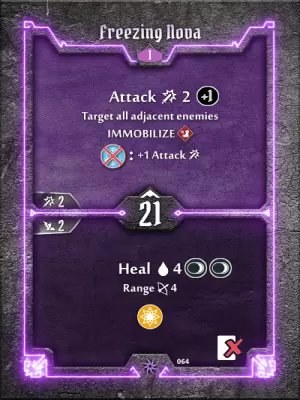 Freezing Nova
1
Attack 2 +1
Target all adjacent enemies
IMMOBILIZE
: +1 Attack
2
21
2
Heal 4
Range 4
064